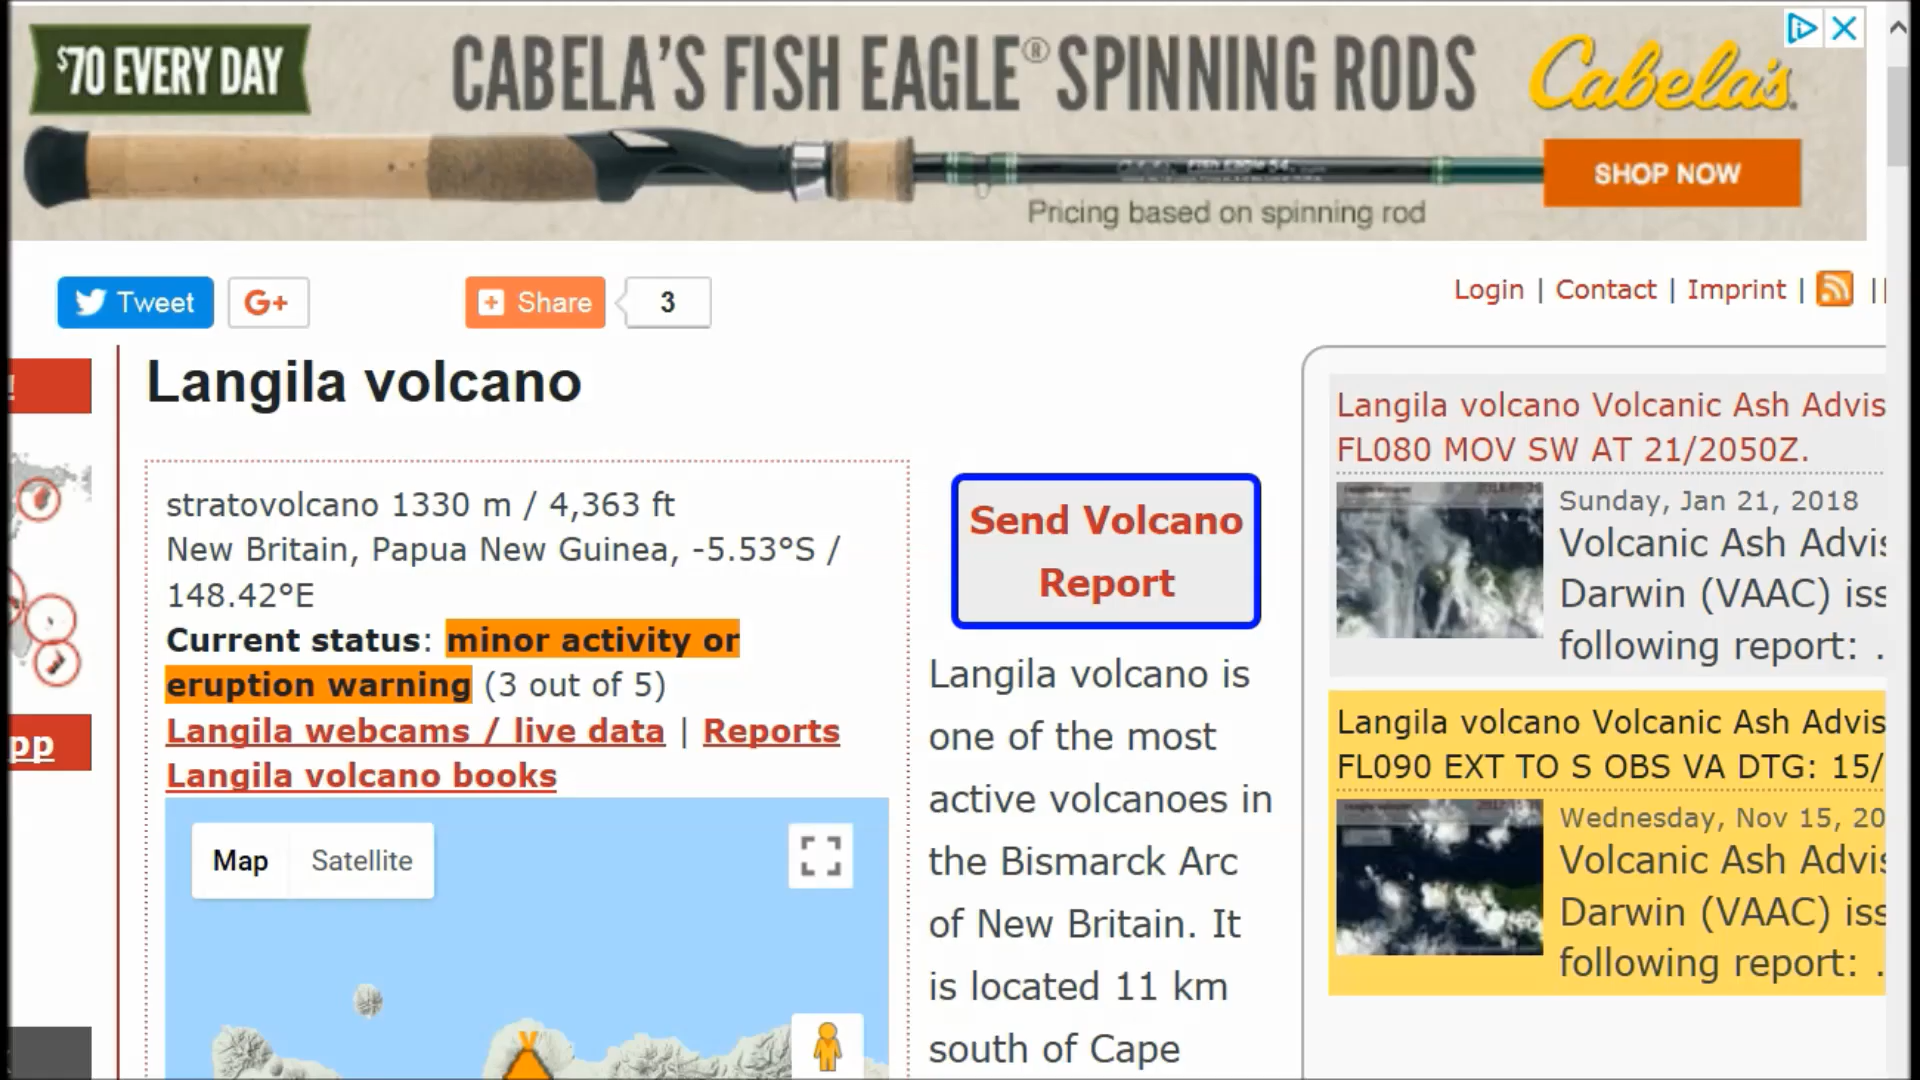 $70 EVERY DAY
CABELA'S FISH EAGLE® SPINNING RODS
Cabela's.
Fish Eagle 54
SHOP NOW
Pricing based on spinning rod
Tweet
G+
Share
3
Login | Contact | Imprint |
!
pp
Langila volcano
stratovolcano 1330 m / 4,363 ft
New Britain, Papua New Guinea, -5.53°S /
148.42°E
Current status: minor activity or
eruption warning (3 out of 5)
Langila webcams / live data | Reports
Langila volcano books
Map Satellite
Send Volcano
Report
Langila volcano is
one of the most
active volcanoes in
the Bismarck Arc
of New Britain. It
is located 11 km
south of Cape
Langila volcano Volcanic Ash Advis
FL080 MOV SW AT 21/2050Z.
Sunday, Jan 21, 2018
Volcanic Ash Advis
Darwin (VAAC) iss
following report: .
Langila volcano Volcanic Ash Advis
FL090 EXT TO S OBS VA DTG: 15/
Wednesday, Nov 15, 20
Volcanic Ash Advis
Darwin (VAAC) iss
following report: .